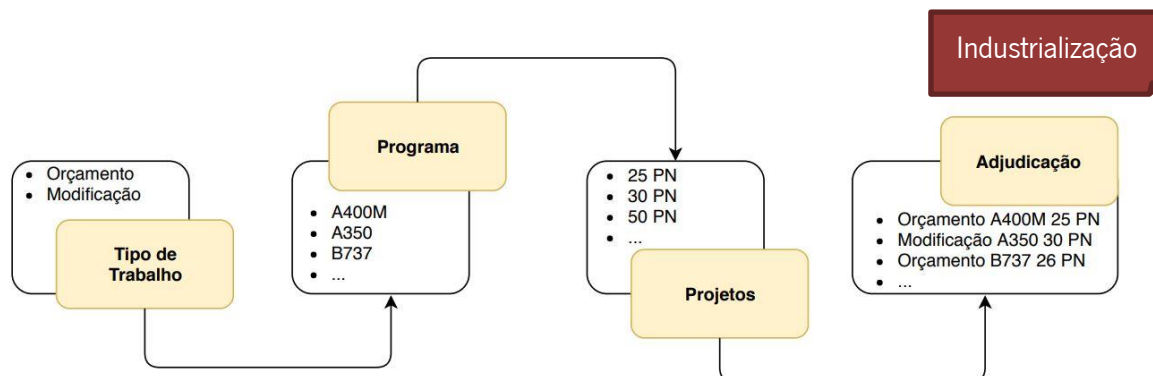 Industrialização
• Orçamento
• Modificação
Tipo de
Trabalho
Programa
• A400M
• A350
• B737
• ...
• 25 PN
• 30 PN
• 50 PN
• ...
Projetos
Adjudicação
• Orçamento A400M 25 PN
• Modificação A350 30 PN
• Orçamento B737 26 PN
• ...